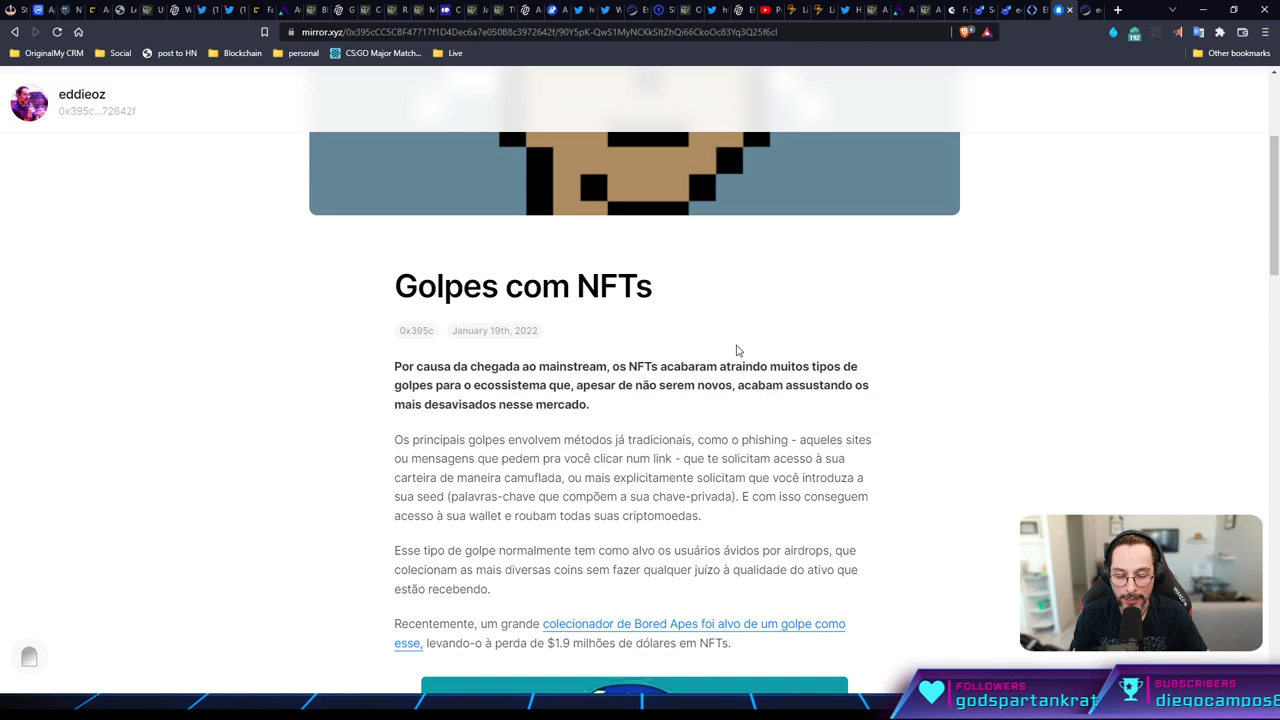 mirror.xyz/0x395cCC5CBF47717f1D4Dec6a7e050B8c3972642f/90Y5pK-QwS1MyNCKkSltZhQi66CkoOc83Yq3Q25f6cI
OriginalMy CRM
Social
post to HN
Blockchain
personal
CS:GO Major Match...
Live
Other bookmarks
192
eddieoz
0x395c...72642f
Golpes com NFTs
0x395c
January 19th, 2022
Por causa da chegada ao mainstream, os NFTs acabaram atraindo muitos tipos de
golpes para o ecossistema que, apesar de não serem novos, acabam assustando os
mais desavisados nesse mercado.
Os principais golpes envolvem métodos já tradicionais, como o phishing - aqueles sites
ou mensagens que pedem pra você clicar num link - que te solicitam acesso à sua
carteira de maneira camuflada, ou mais explicitamente solicitam que você introduza a
sua seed (palavras-chave que compõem a sua chave-privada). E com isso conseguem
acesso à sua wallet e roubam todas suas criptomoedas.
Esse tipo de golpe normalmente tem como alvo os usuários ávidos por airdrops, que
colecionam as mais diversas coins sem fazer qualquer juízo à qualidade do ativo que
estão recebendo.
Recentemente, um grande colecionador de Bored Apes foi alvo de um golpe como
esse, levando-o à perda de $1.9 milhões de dólares em NFTs.
FOLLOWERS
godspartankrat
SUBSCRIBERS
diegocampos8